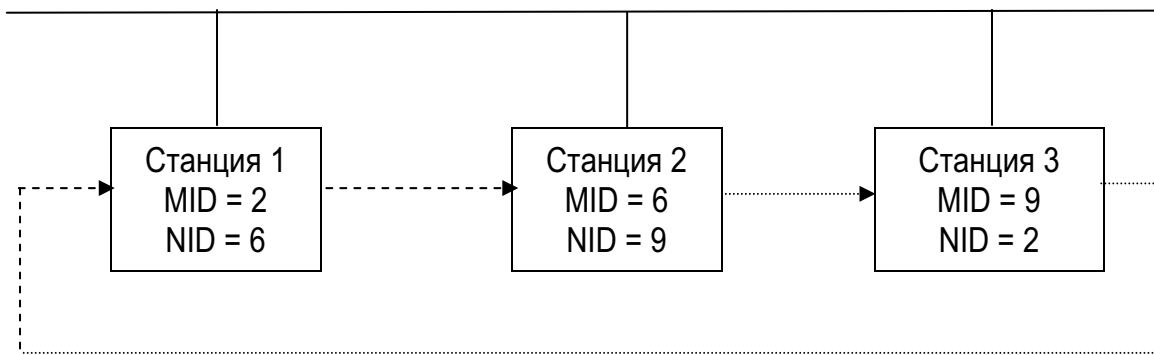 Станция 1
MID = 2
NID = 6
Станция 2
MID = 6
NID = 9
Станция 3
MID = 9
NID = 2